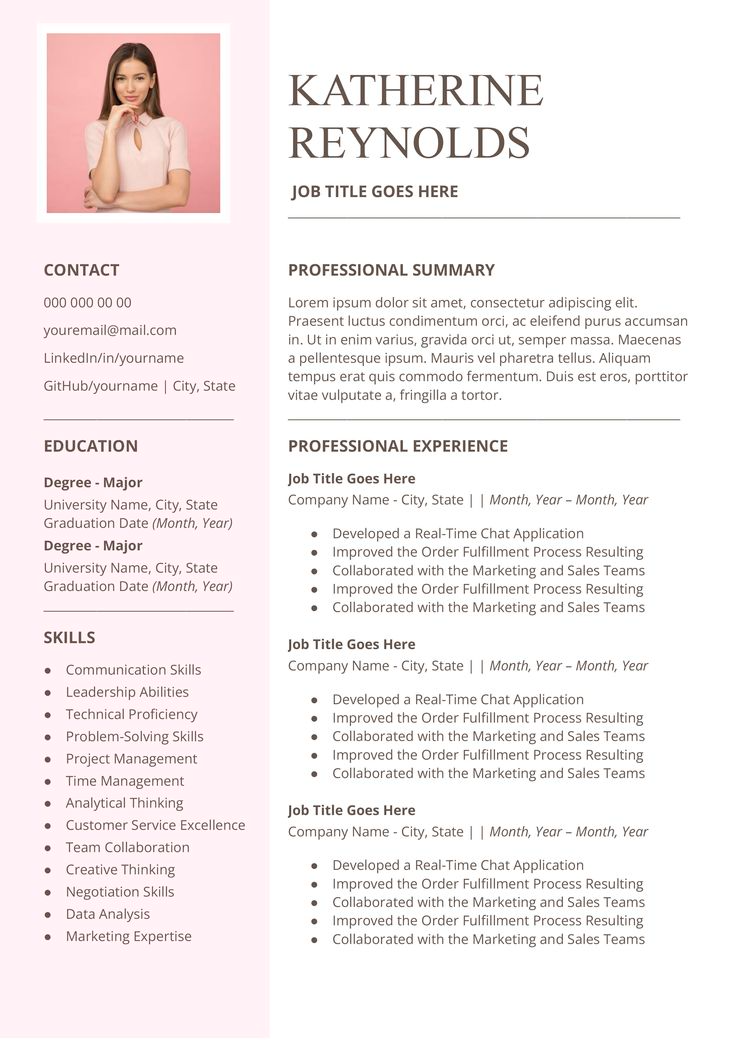 KATHERINE
REYNOLDS
JOB TITLE GOES HERE
CONTACT
000 000 00 00
youremail@mail.com
LinkedIn/in/yourname
GitHub/yourname | City, State
EDUCATION
Degree - Major
University Name, City, State
Graduation Date (Month, Year)
Degree - Major
University Name, City, State
Graduation Date (Month, Year)
SKILLS
● Communication Skills
● Leadership Abilities
● Technical Proficiency
● Problem-Solving Skills
● Project Management
● Time Management
● Analytical Thinking
● Customer Service Excellence
● Team Collaboration
● Creative Thinking
● Negotiation Skills
● Data Analysis
● Marketing Expertise
PROFESSIONAL SUMMARY
Lorem ipsum dolor sit amet, consectetur adipiscing elit.
Praesent luctus condimentum orci, ac eleifend purus accumsan
in. Ut in enim varius, gravida orci ut, semper massa. Maecenas
a pellentesque ipsum. Mauris vel pharetra tellus. Aliquam
tempus erat quis commodo fermentum. Duis est eros, porttitor
vitae vulputate a, fringilla a tortor.
PROFESSIONAL EXPERIENCE
Job Title Goes Here
Company Name - City, State | | Month, Year – Month, Year
● Developed a Real-Time Chat Application
● Improved the Order Fulfillment Process Resulting
● Collaborated with the Marketing and Sales Teams
● Improved the Order Fulfillment Process Resulting
● Collaborated with the Marketing and Sales Teams
Job Title Goes Here
Company Name - City, State | | Month, Year – Month, Year
● Developed a Real-Time Chat Application
● Improved the Order Fulfillment Process Resulting
● Collaborated with the Marketing and Sales Teams
● Improved the Order Fulfillment Process Resulting
● Collaborated with the Marketing and Sales Teams
Job Title Goes Here
Company Name - City, State | | Month, Year – Month, Year
● Developed a Real-Time Chat Application
● Improved the Order Fulfillment Process Resulting
● Collaborated with the Marketing and Sales Teams
● Improved the Order Fulfillment Process Resulting
● Collaborated with the Marketing and Sales Teams